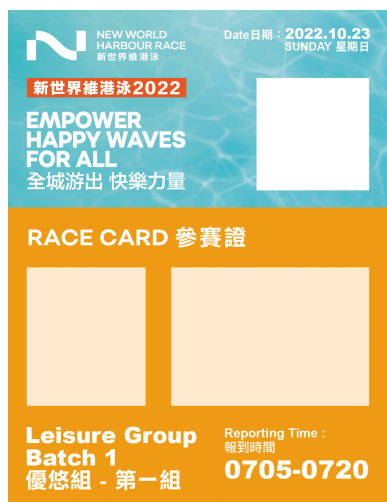 NEW WORLD
HARBOUR RACE
新世界維港泳
Date日期：2022.10.23
SUNDAY 星期日
新世界維港泳2022
EMPOWER
HAPPY WAVES
FOR ALL
全城游出 快樂力量
RACE CARD 參賽證
Leisure Group
Batch 1
優悠組 - 第一組
Reporting Time :
報到時間
0705-0720